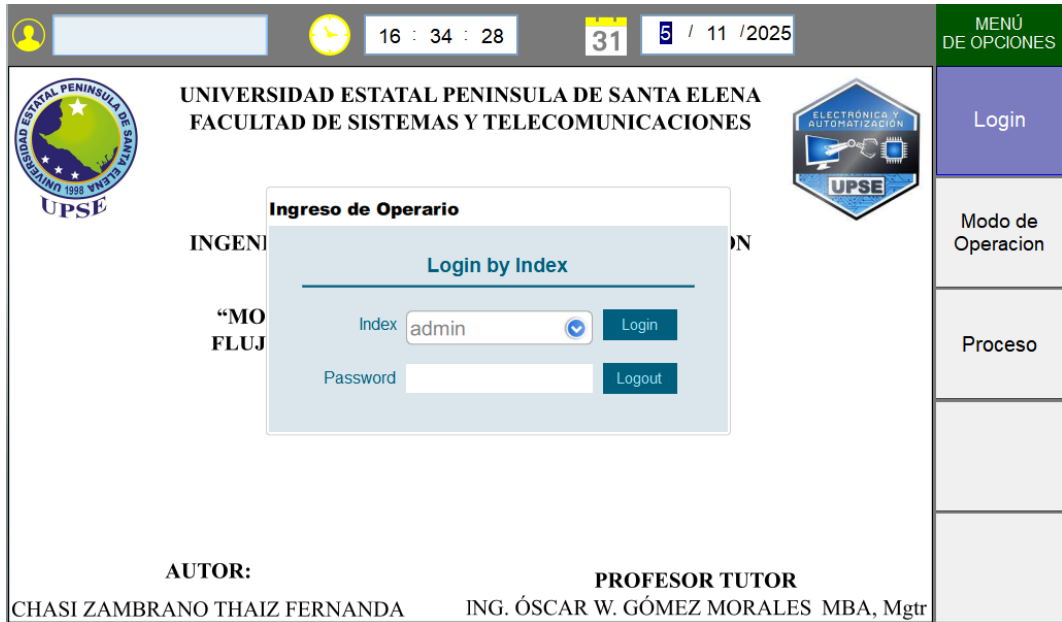 16 : 34 : 28
31
5 / 11 /2025
MENÚ
DE OPCIONES
UNIVERSIDAD ESTATAL PENINSULA DE SANTA ELENA
FACULTAD DE SISTEMAS Y TELECOMUNICACIONES
UNIVERSIDAD ESTATAL PENINSULA DE SANTA ELENA
1998
UPSE
ELECTRÓNICA Y
AUTOMATIZACIÓN
UPSE
Login
Ingreso de Operario
INGENI
ÓN
Login by Index
Modo de
Operacion
“MO
FLUJ
Index
admin
Login
Password
Logout
Proceso
AUTOR:
PROFESOR TUTOR
CHASI ZAMBRANO THAIZ FERNANDA
ING. ÓSCAR W. GÓMEZ MORALES MBA, Mgtr